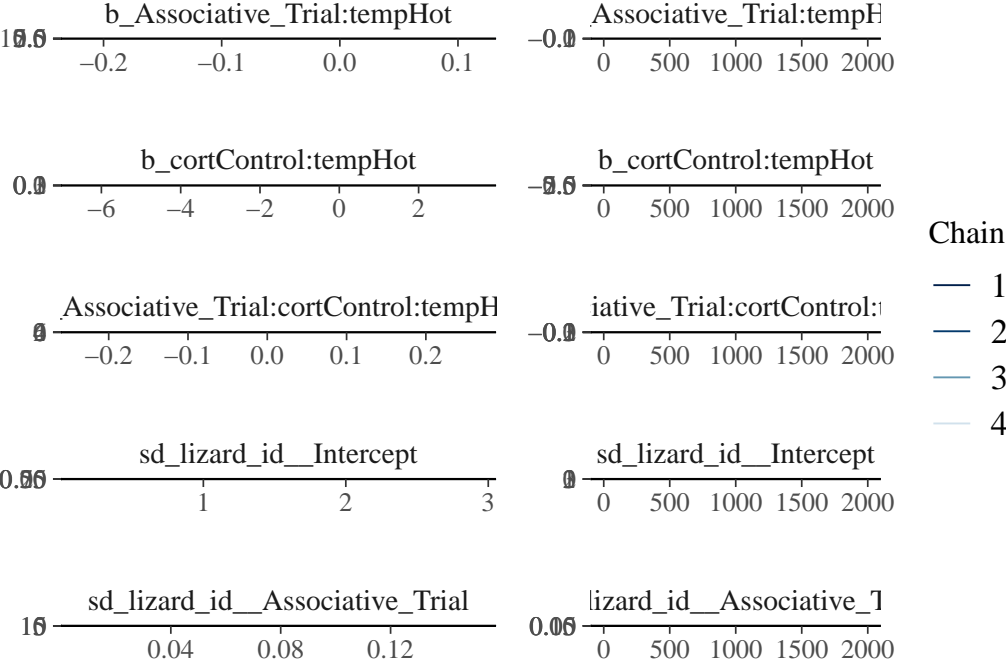 b_Associative_Trial:tempHot
Associative_Trial:tempH
−0.2 −0.1 0.0 0.1
0 500 1000 1500 2000
b_cortControl:tempHot
b_cortControl:tempHot
−6 −4 −2 0 2
0 500 1000 1500 2000
Chain
1
2
3
4
Associative_Trial:cortControl:tempH
iative_Trial:cortControl:t
−0.2 −0.1 0.0 0.1 0.2
0 500 1000 1500 2000
sd_lizard_id__Intercept
sd_lizard_id__Intercept
1 2 3
0 500 1000 1500 2000
sd_lizard_id__Associative_Trial
lizard_id__Associative_T
0.04 0.08 0.12
0 500 1000 1500 2000